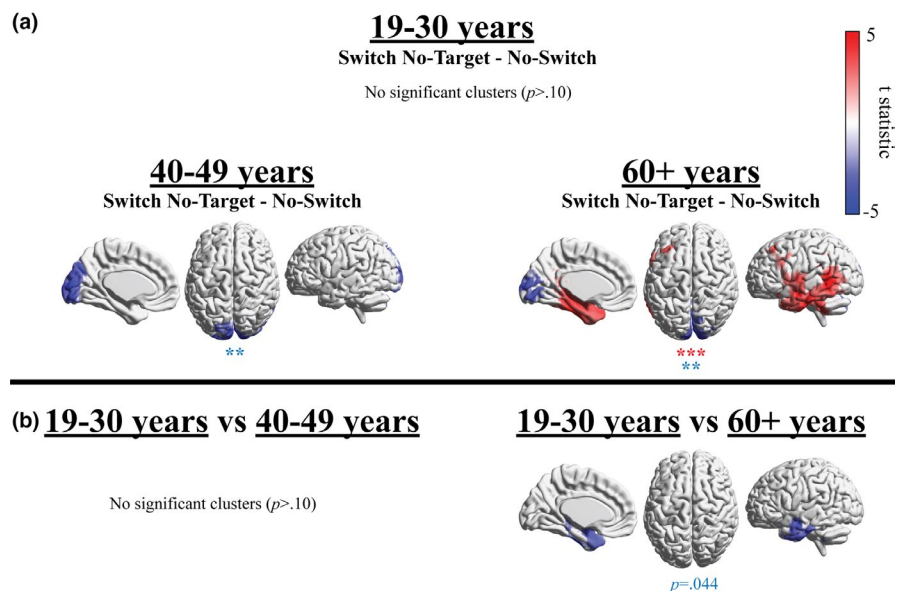 (a)
19-30 years
Switch No-Target - No-Switch
No significant clusters (p>.10)
5
t statistic
-5
40-49 years
Switch No-Target - No-Switch
**
60+ years
Switch No-Target - No-Switch
***
**
(b)
19-30 years vs 40-49 years
No significant clusters (p>.10)
19-30 years vs 60+ years
p=.044